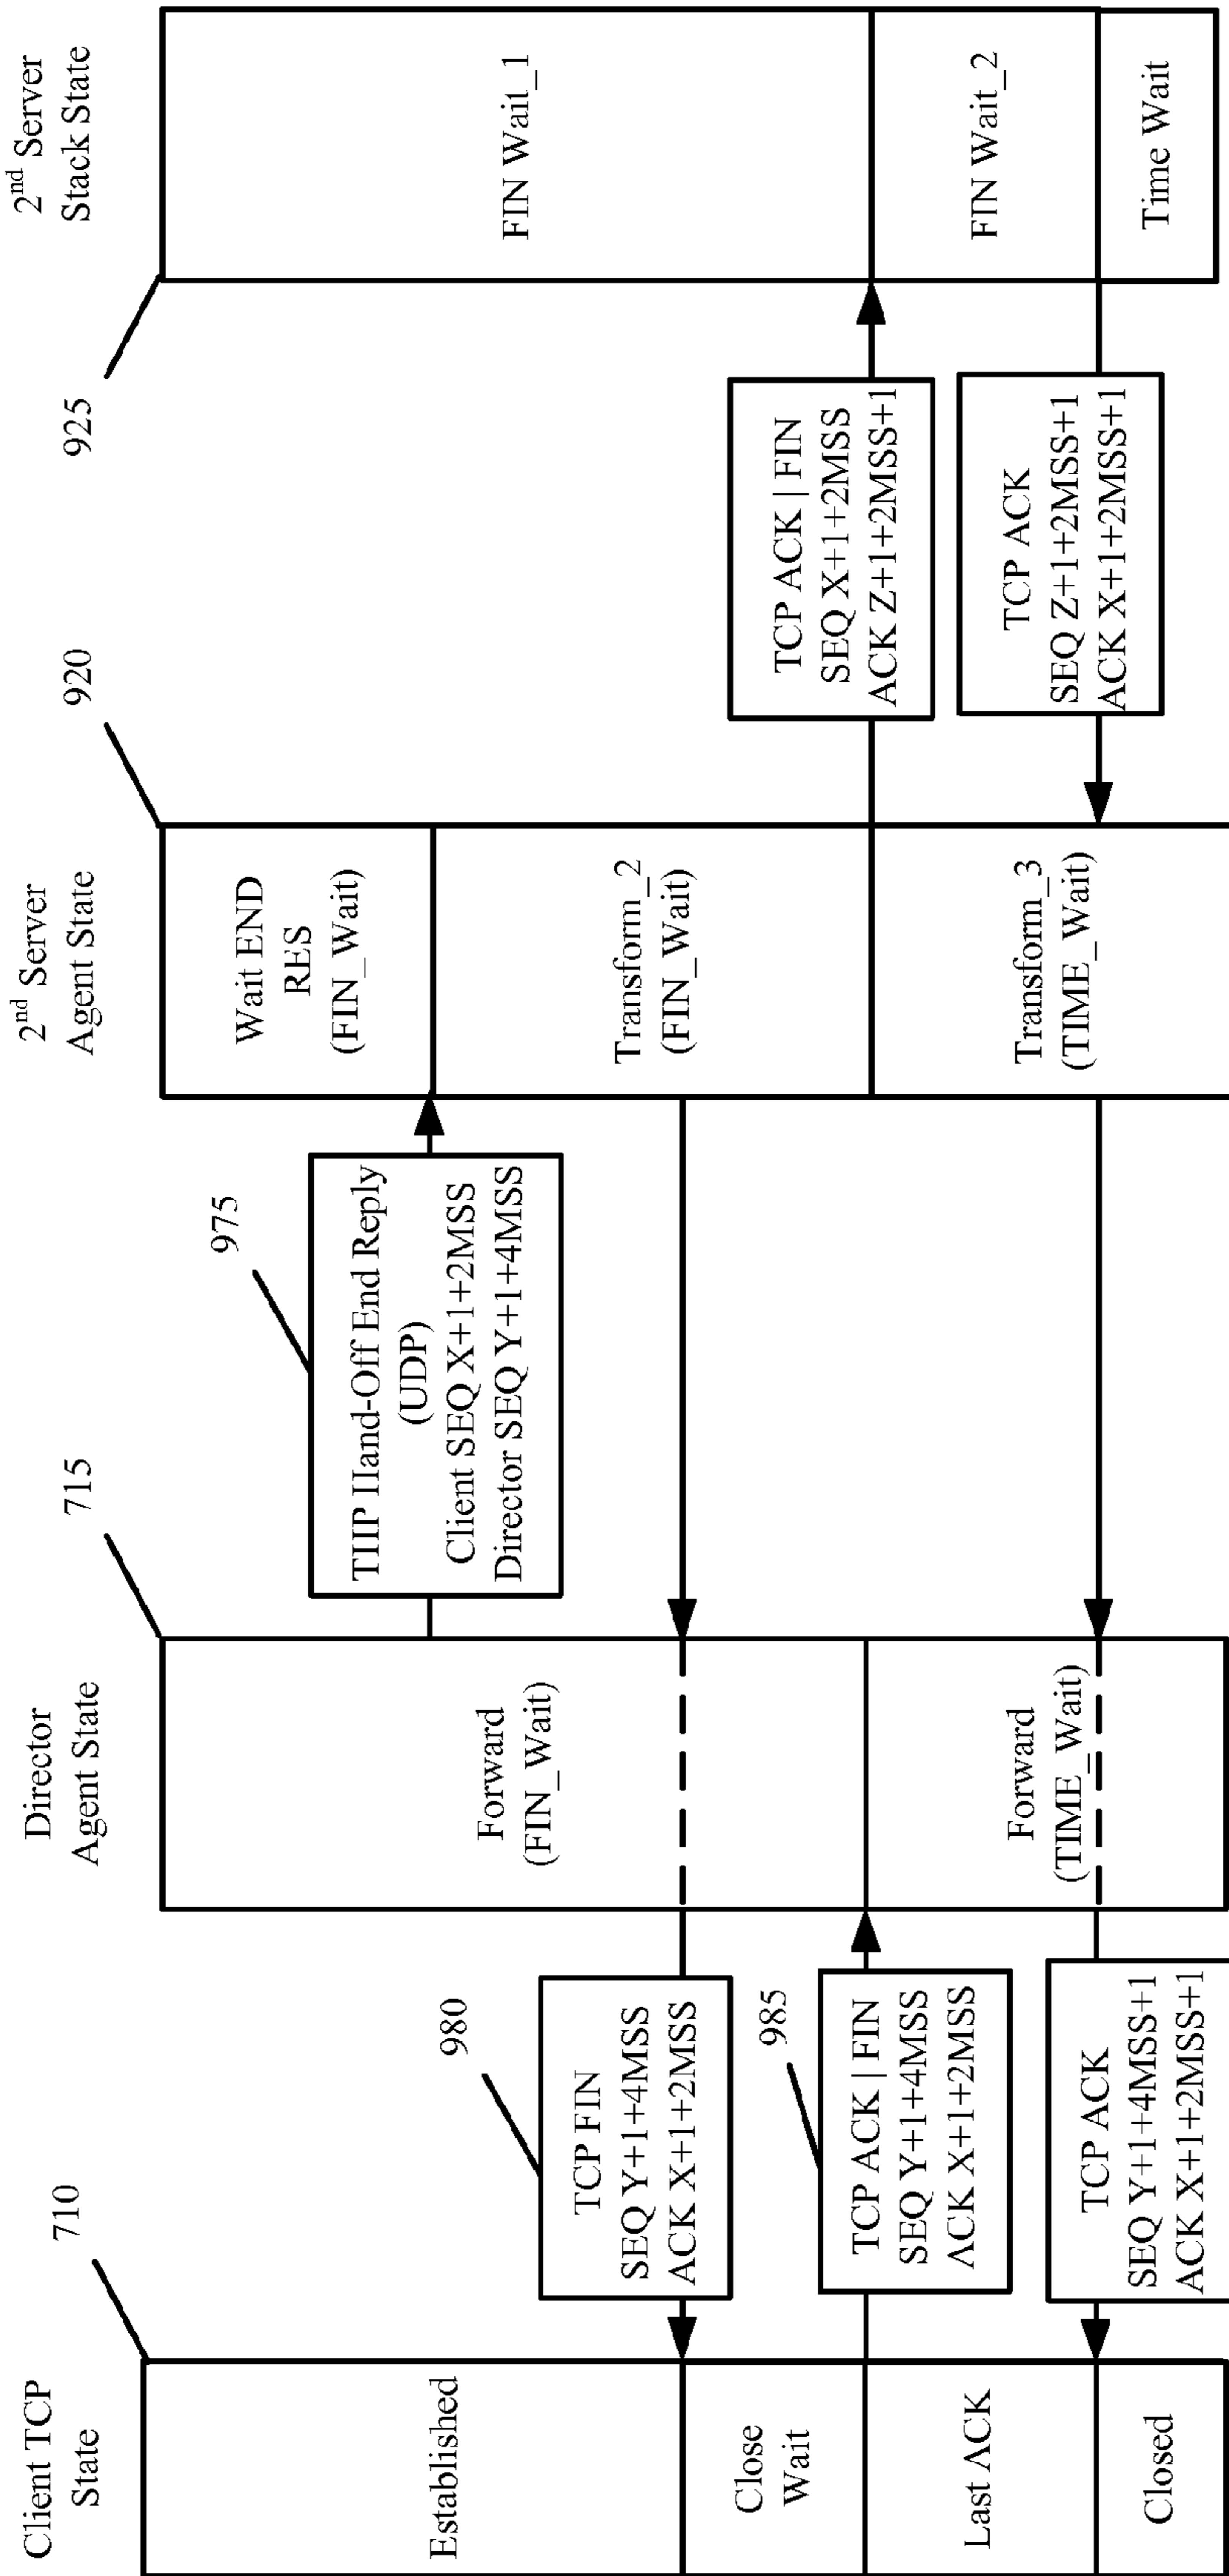 Client TCP
State
Director
Agent State
2nd Server
Agent State
2nd Server
Stack State
710
715
920
925
Established
Close
Wait
Last ACK
Closed
980
TCP FIN
SEQ Y+1+4MSS
ACK X+1+2MSS
985
TCP ACK | FIN
SEQ Y+1+4MSS
ACK X+1+2MSS
TCP ACK
SEQ Y+1+4MSS+1
ACK X+1+2MSS+1
Forward
(FIN_Wait)
Forward
(TIME_Wait)
975
THP Hand-Off End Reply
(UDP)
Client SEQ X+1+2MSS
Director SEQ Y+1+4MSS
Wait END
RES
(FIN_Wait)
Transform_2
(FIN_Wait)
Transform_3
(TIME_Wait)
TCP ACK | FIN
SEQ X+1+2MSS
ACK Z+1+2MSS+1
TCP ACK
SEQ Z+1+2MSS+1
ACK X+1+2MSS+1
FIN Wait_1
FIN Wait_2
Time Wait